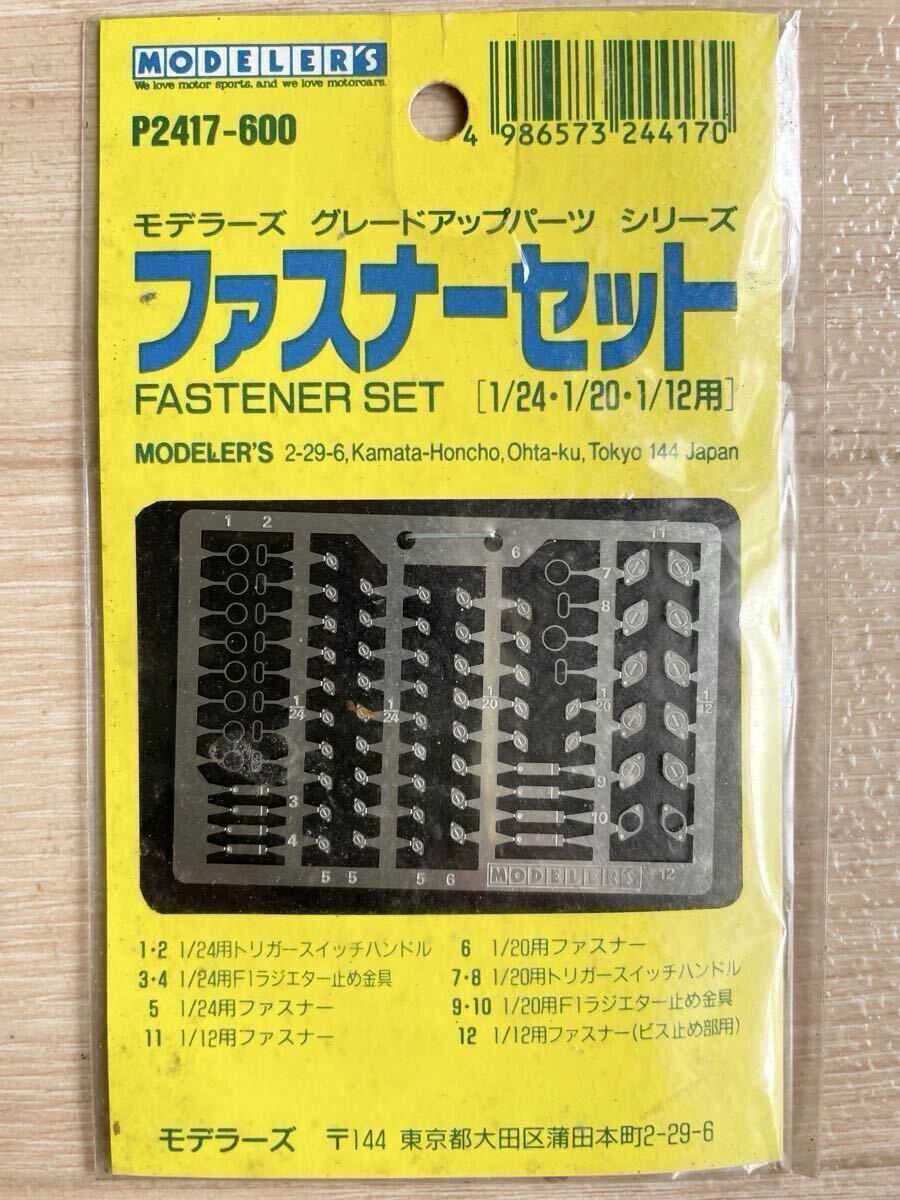 MODELER'S
We love motor sports, and we love motorcars.
P2417-600
4 986573 244170
モデラーズ グレードアップパーツ シリーズ
ファスナーセット
FASTENER SET [1/24・1/20・1/12用]
MODELER'S 2-29-6, Kamata-Honcho, Ohta-ku, Tokyo 144 Japan
1 2 6 11
7
8
1/24 1/24 1/20 1/20 1/12
3 9
4 10
5 5 5 6 MODELER'S 12
1・2 1/24用トリガースイッチハンドル
3・4 1/24用F1ラジエター止め金具
5 1/24用ファスナー
11 1/12用ファスナー
6 1/20用ファスナー
7・8 1/20用トリガースイッチハンドル
9・10 1/20用F1ラジエター止め金具
12 1/12用ファスナー(ビス止め部用)
モデラーズ 〒144 東京都大田区蒲田本町2-29-6